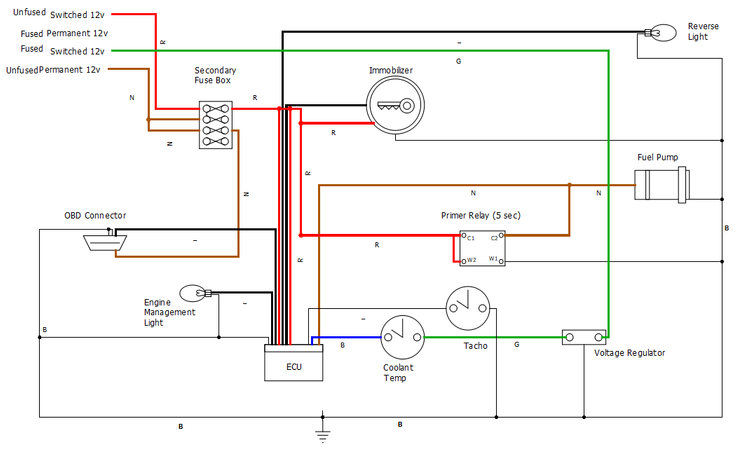 Unfused Switched 12v
Fused Permanent 12v
Fused Switched 12v
Unfused Permanent 12v
R
I
G
Reverse
Light
Secondary
Fuse Box
Immobilizer
N
R
R
N
R
N
Fuel Pump
N
N
OBD Connector
Primer Relay (5 sec)
B
I
R
C1
C2
W2
W1
R
Engine
Management
Light
I
I
B
B
G
Tacho
Voltage Regulator
ECU
Coolant
Temp
B
B